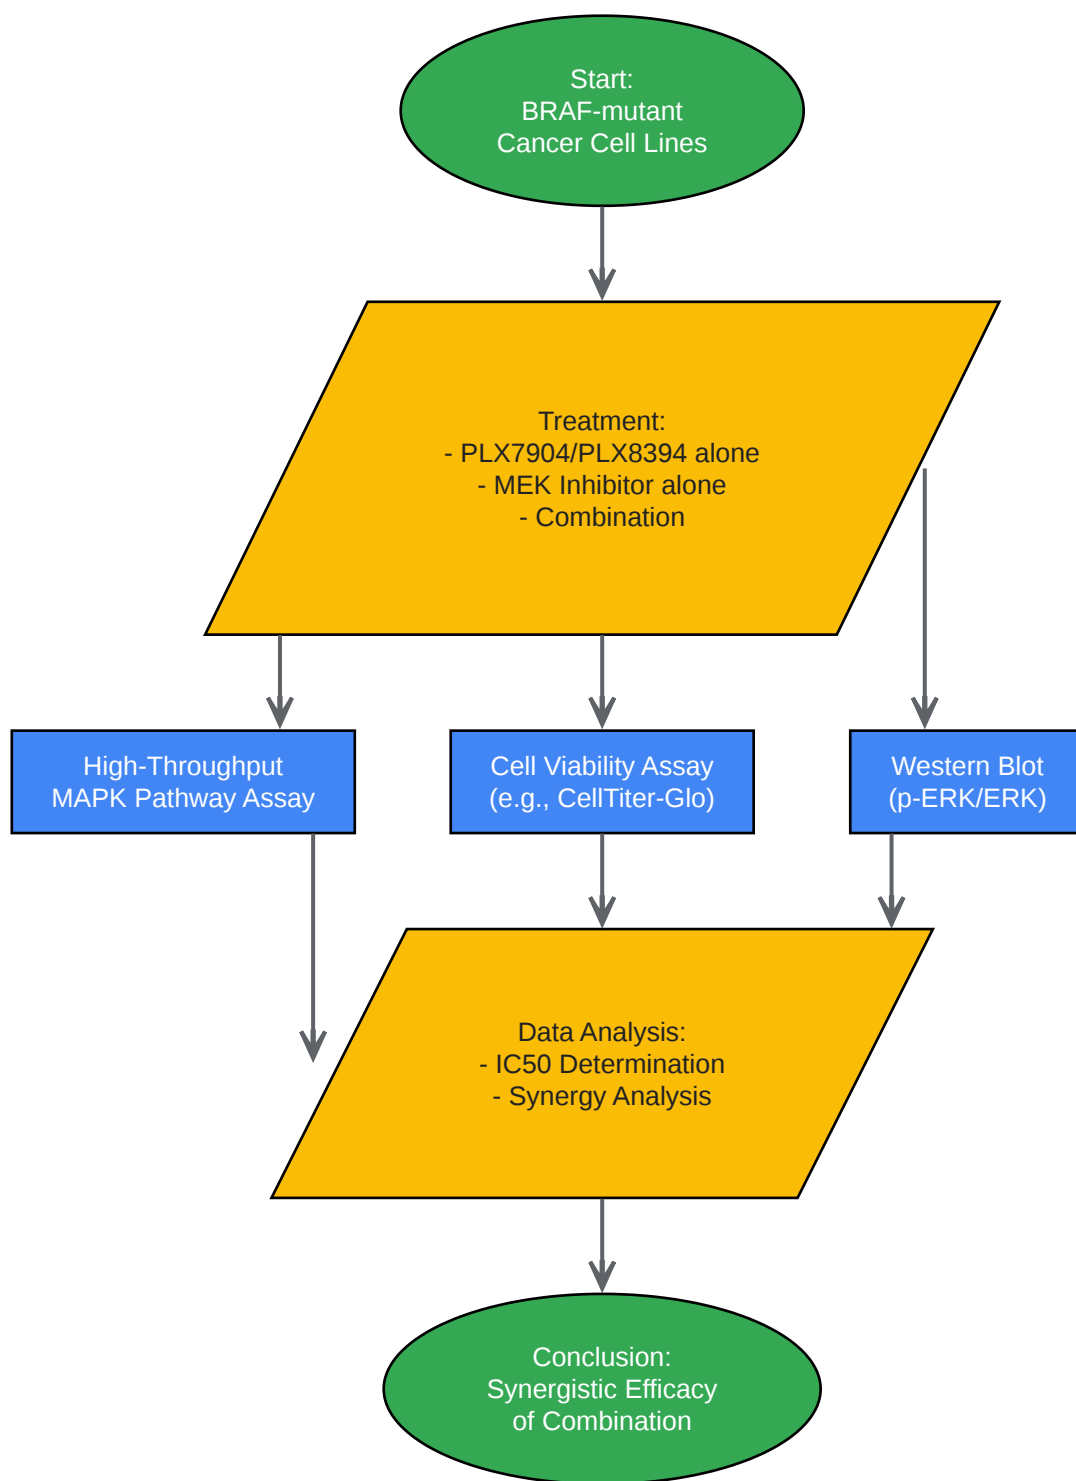 Start:
BRAF-mutant
Cancer Cell Lines
Treatment:
- PLX7904/PLX8394 alone
- MEK Inhibitor alone
- Combination
High-Throughput
MAPK Pathway Assay
Cell Viability Assay
(e.g., CellTiter-Glo)
Western Blot
(p-ERK/ERK)
Data Analysis:
- IC50 Determination
- Synergy Analysis
Conclusion:
Synergistic Efficacy
of Combination